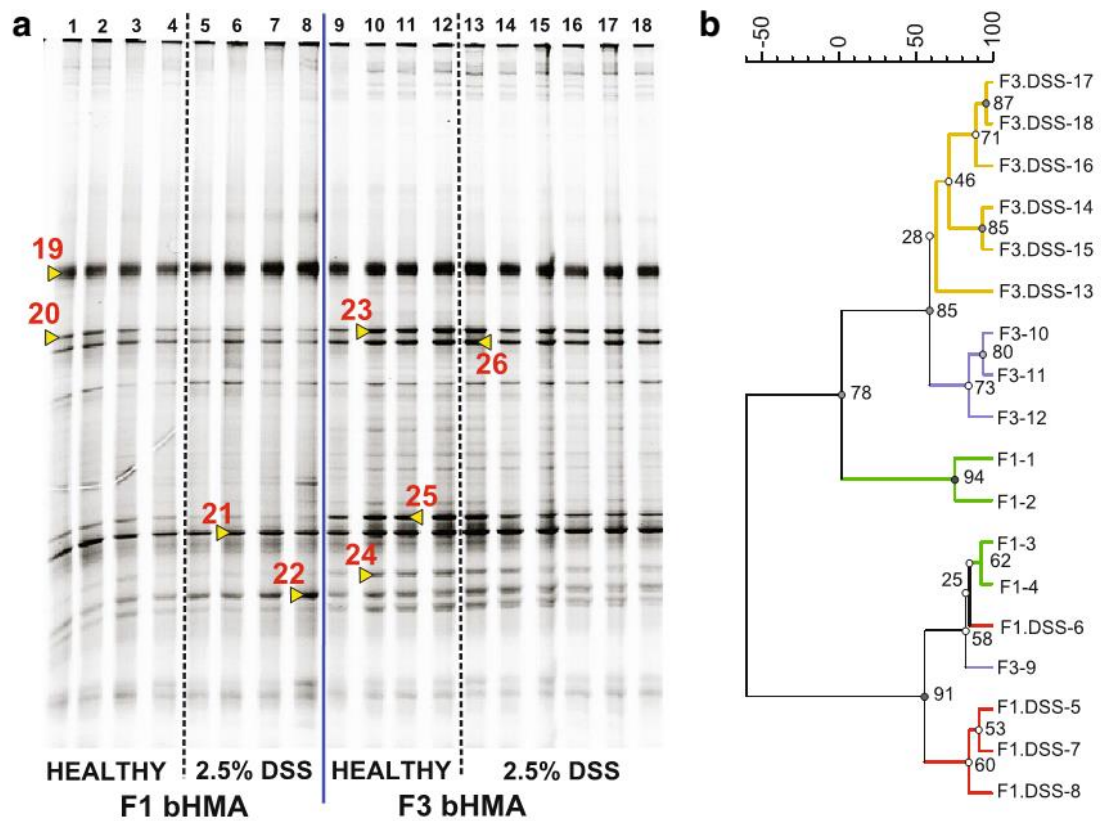 a
1 2 3 4 5 6 7 8 9 10 11 12 13 14 15 16 17 18
19
20
23
26
25
21
24
22
HEALTHY 2.5% DSS HEALTHY 2.5% DSS
F1 bHMA F3 bHMA
b
-50 0 50 100
F3.DSS-17
87
F3.DSS-18
71
F3.DSS-16
46
F3.DSS-14
85
F3.DSS-15
28
F3.DSS-13
85
F3-10
80
F3-11
73
F3-12
78
F1-1
94
F1-2
F1-3
62
25
F1-4
F1.DSS-6
58
F3-9
91
F1.DSS-5
53
F1.DSS-7
60
F1.DSS-8